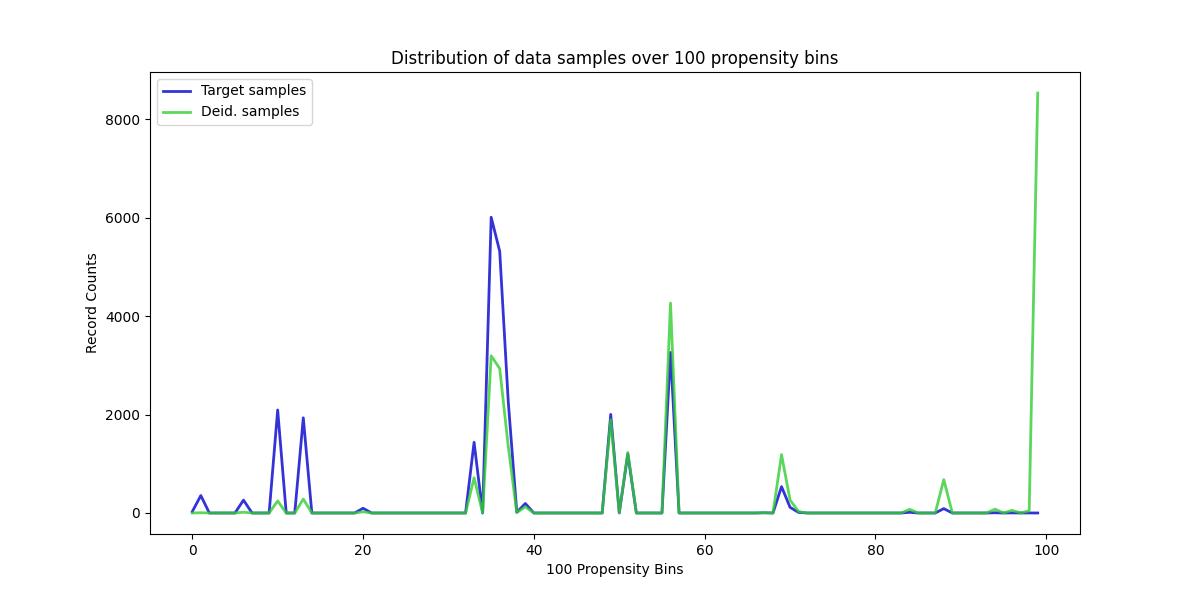 Distribution of data samples over 100 propensity bins
Target samples
Deid. samples
Record Counts
8000
6000
4000
2000
0
0 20 40 60 80 100
100 Propensity Bins